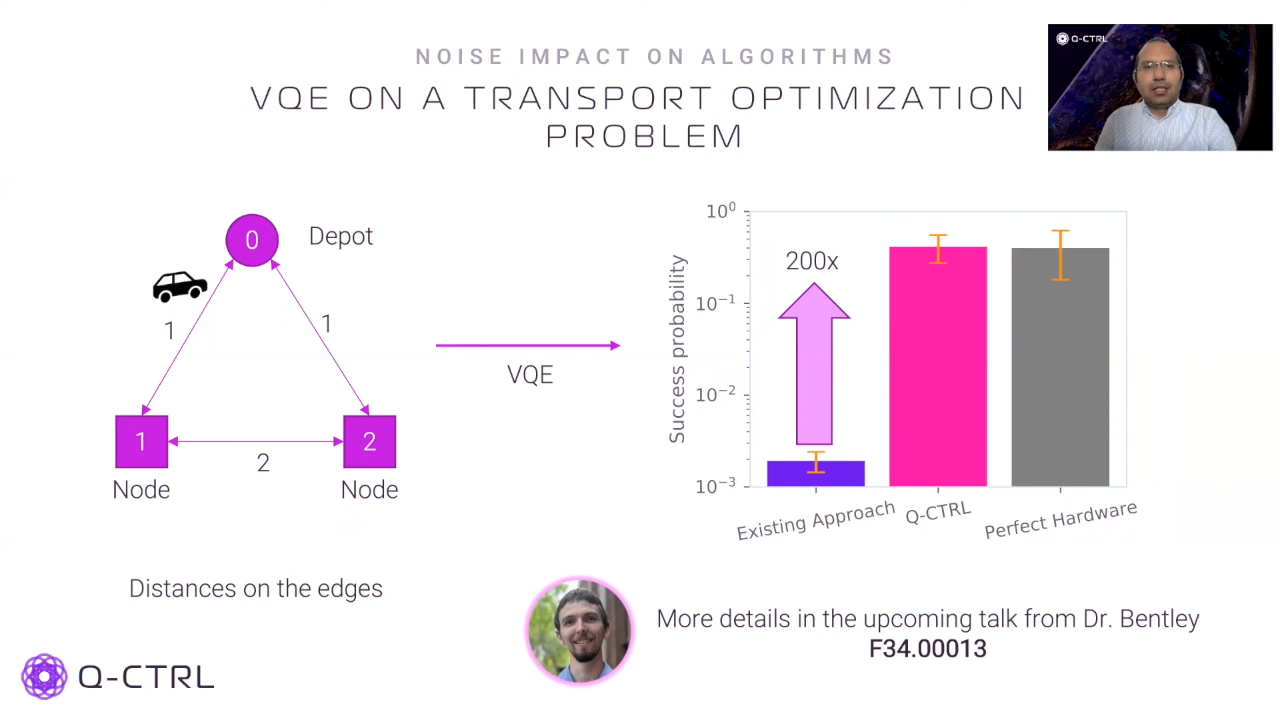 NOISE IMPACT ON ALGORITHMS
VQE ON A TRANSPORT OPTIMIZATION
PROBLEM
Q-CTRL
0
Depot
1
1
1
2
2
Node
Node
Distances on the edges
VQE
Success probability
10⁰
10⁻¹
10⁻²
10⁻³
200x
Existing Approach
Q-CTRL
Perfect Hardware
More details in the upcoming talk from Dr. Bentley
F34.00013
Q-CTRL